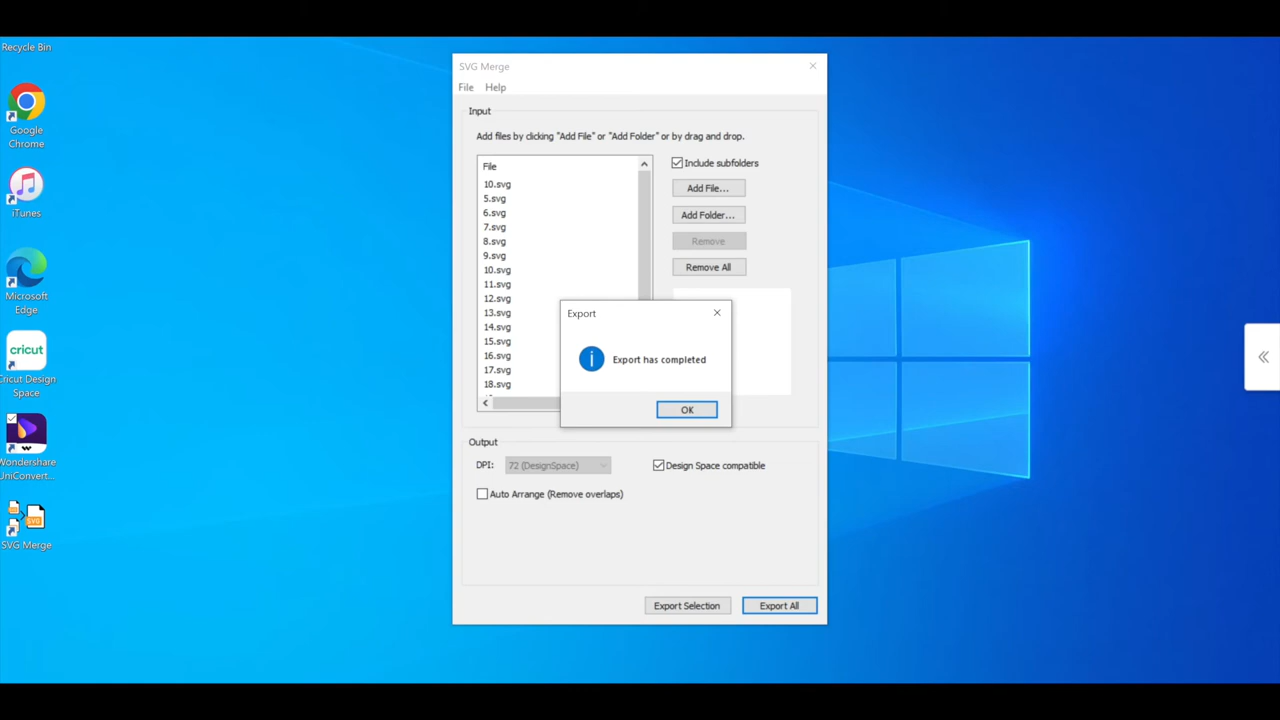 Recycle Bin
Google
Chrome
iTunes
Microsoft
Edge
cricut
Cricut Design
Space
Wondershare
UniConvert...
SVG
SVG Merge
SVG Merge
File Help
Input
Add files by clicking "Add File" or "Add Folder" or by drag and drop.
File
10.svg
5.svg
6.svg
7.svg
8.svg
9.svg
10.svg
11.svg
12.svg
13.svg
14.svg
15.svg
16.svg
17.svg
18.svg
Include subfolders
Add File...
Add Folder...
Remove
Remove All
Export
Export has completed
OK
Output
DPI: 72 (DesignSpace)
Design Space compatible
Auto Arrange (Remove overlaps)
Export Selection
Export All